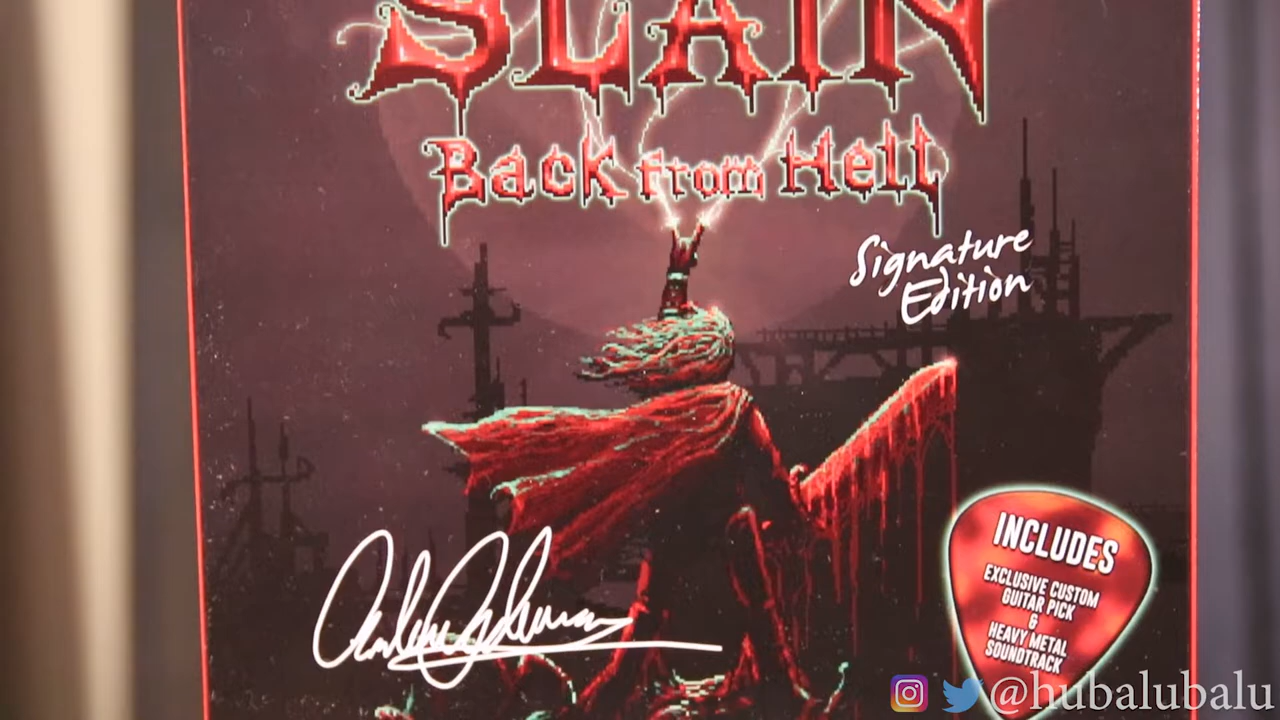 SLAIN
Back from Hell
Signature
Edition
INCLUDES
EXCLUSIVE CUSTOM
GUITAR PICK
&
HEAVY METAL
SOUNDTRACK
@hubalubalu